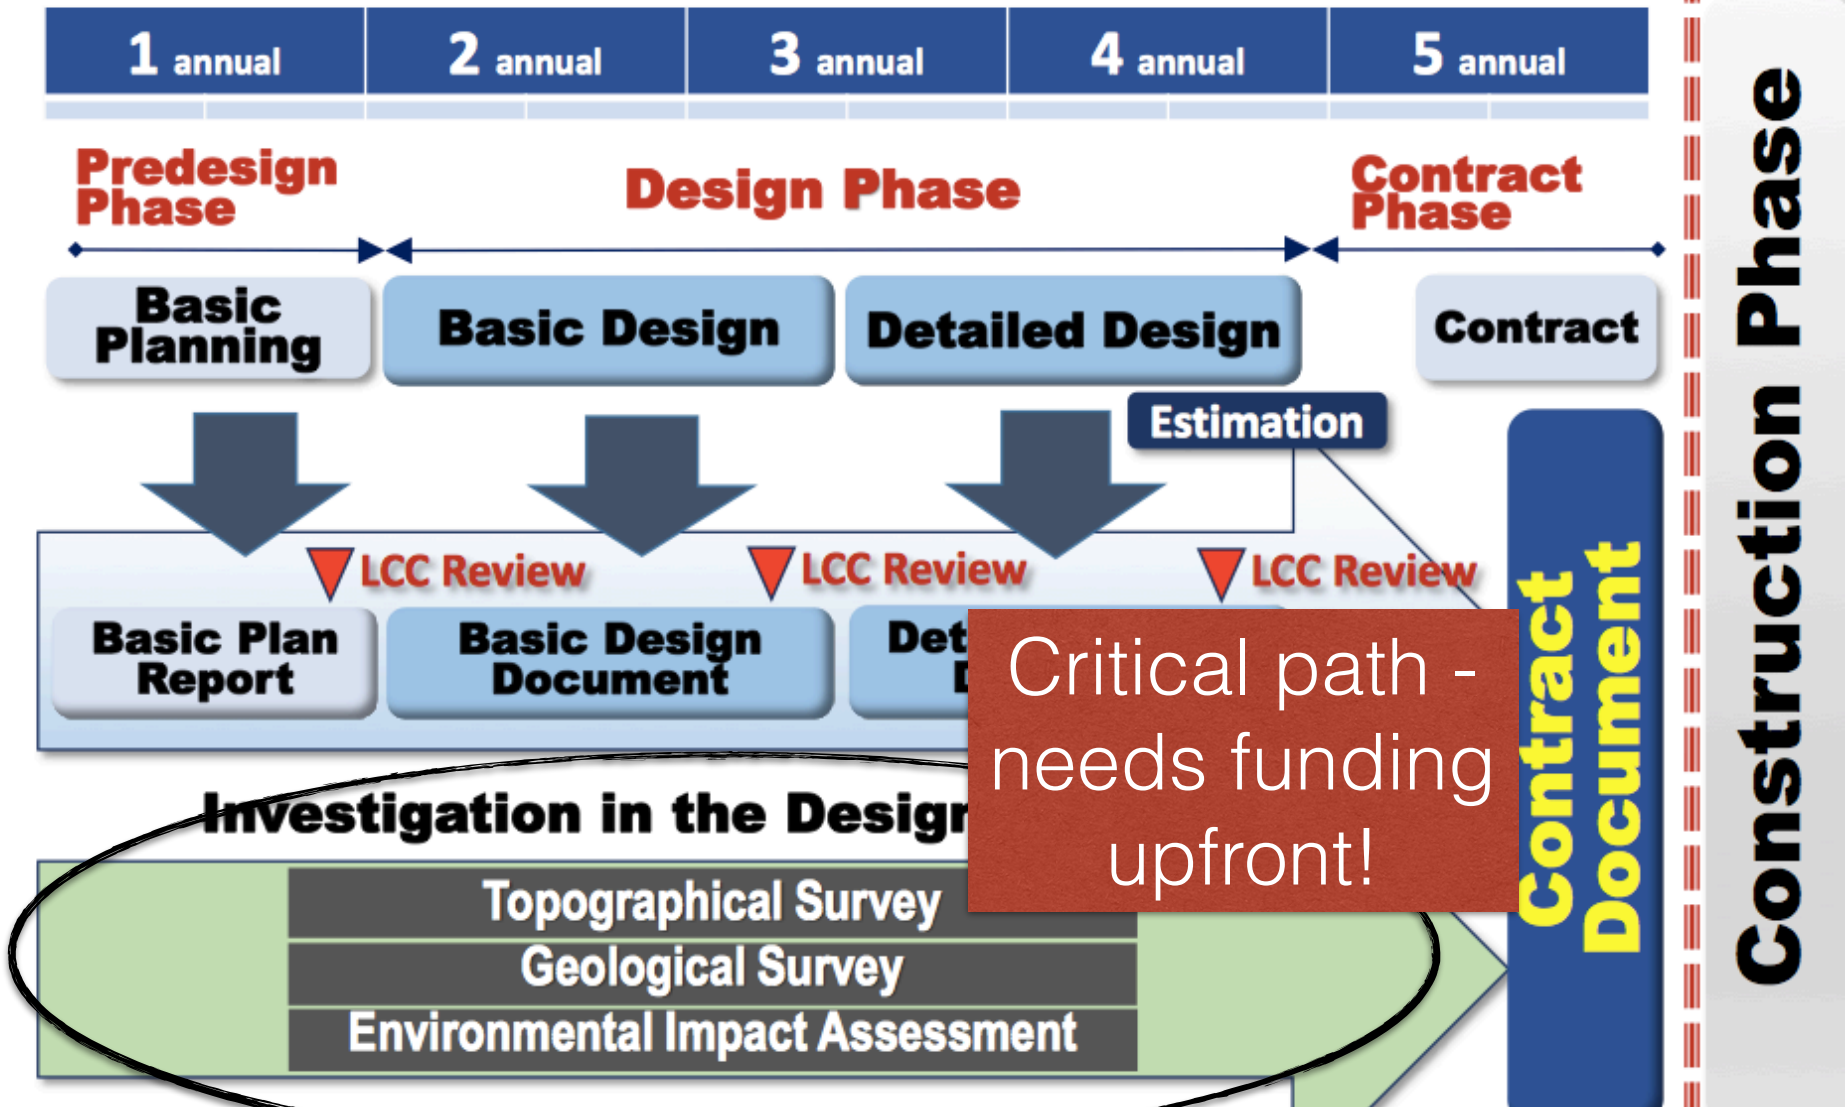 1 annual
2 annual
3 annual
4 annual
5 annual
Predesign
Phase
Design Phase
Contract
Phase
Basic
Planning
Basic Design
Detailed Design
Contract
Estimation
LCC Review
LCC Review
LCC Review
Basic Plan
Report
Basic Design
Document
Critical path -
needs funding
upfront!
Investigation in the
Topographical Survey
Geological Survey
Environmental Impact Assessment
Contract
Document
Construction Phase